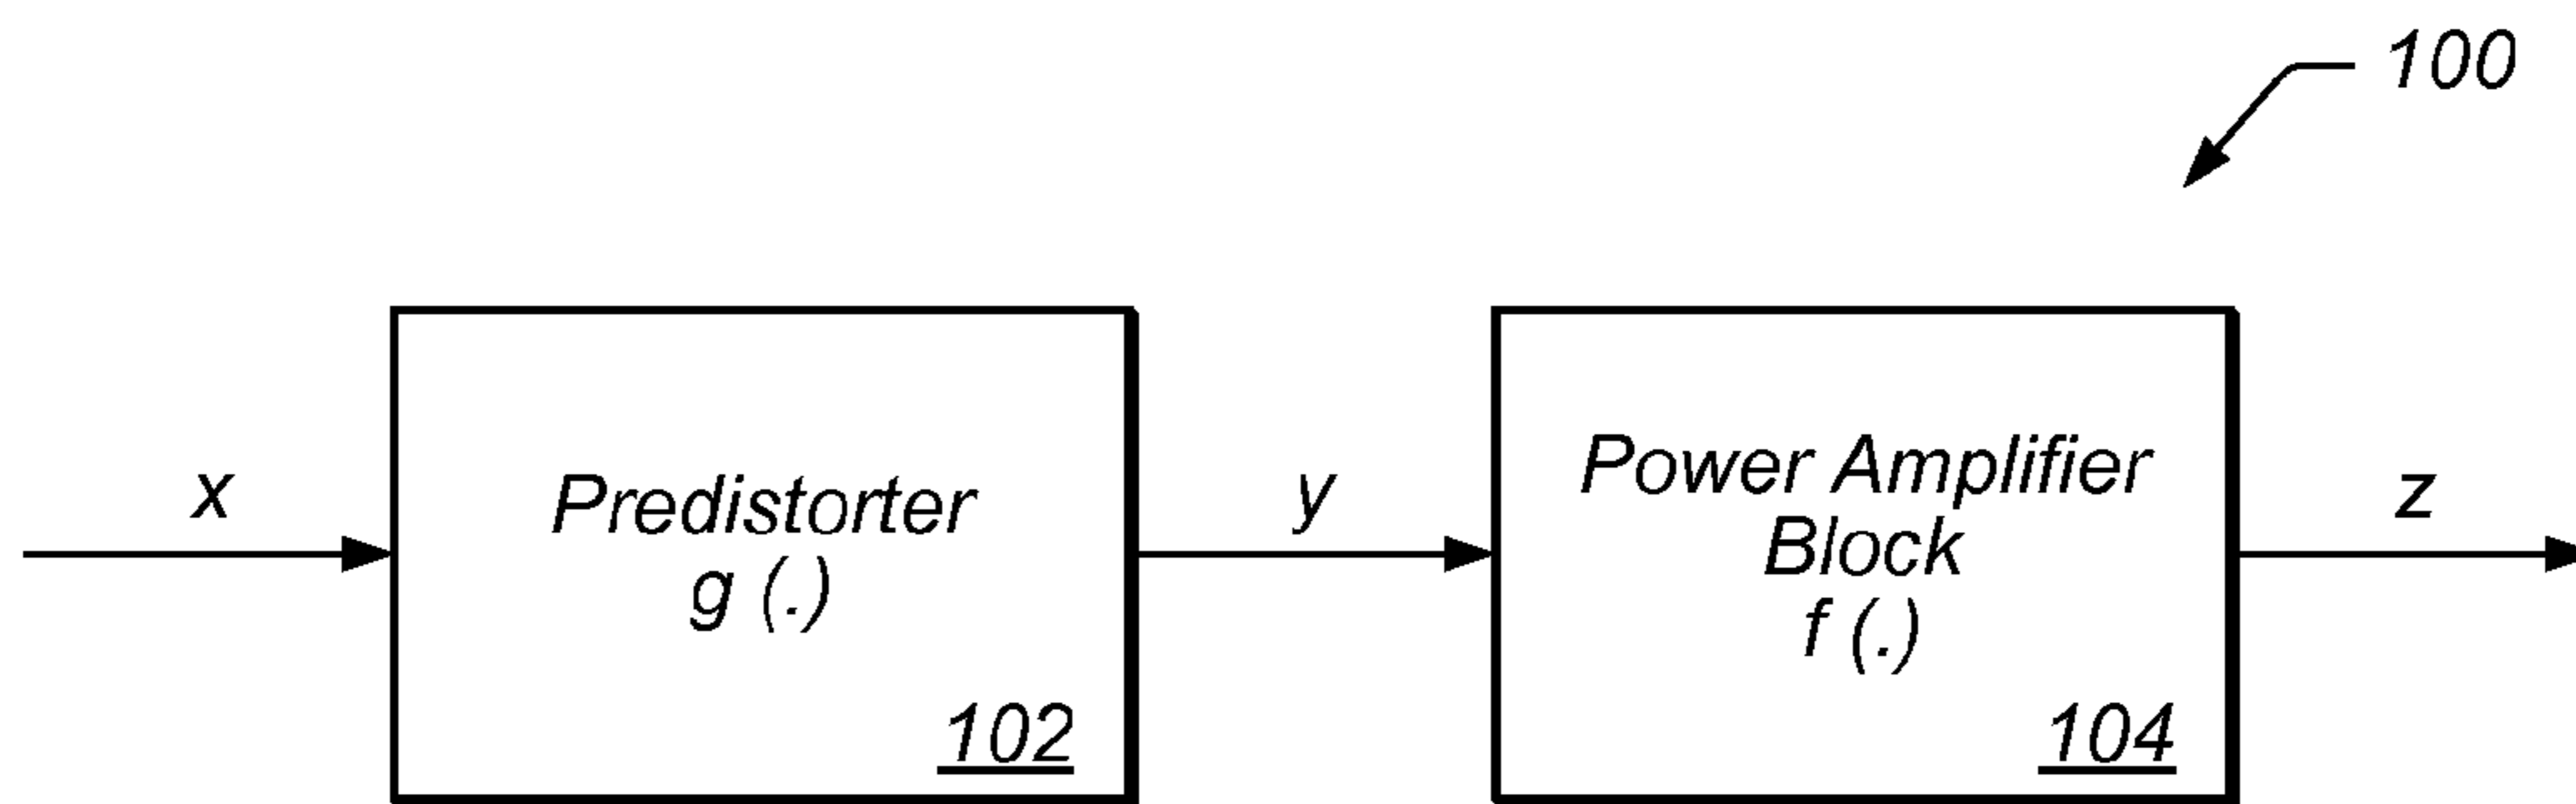 100
x
Predistorter
g (.)
102
y
Power Amplifier
Block
f (.)
104
z